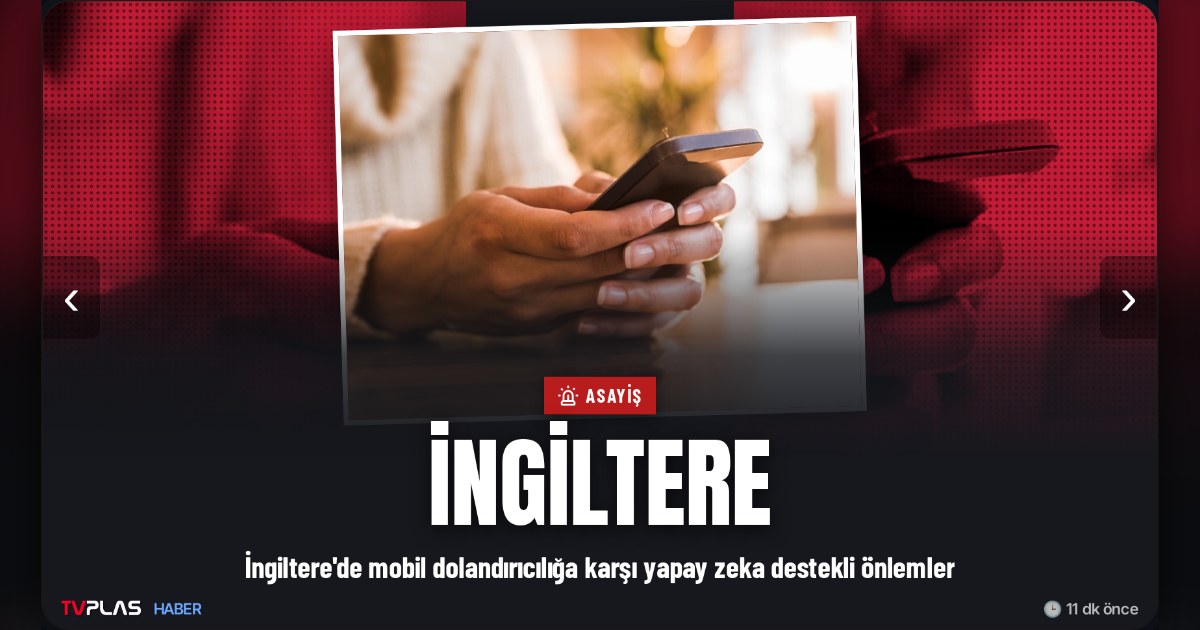 ASAYİŞ
İNGİLTERE
İngiltere'de mobil dolandırıcılığa karşı yapay zeka destekli önlemler
TVPLAS HABER
11 dk önce